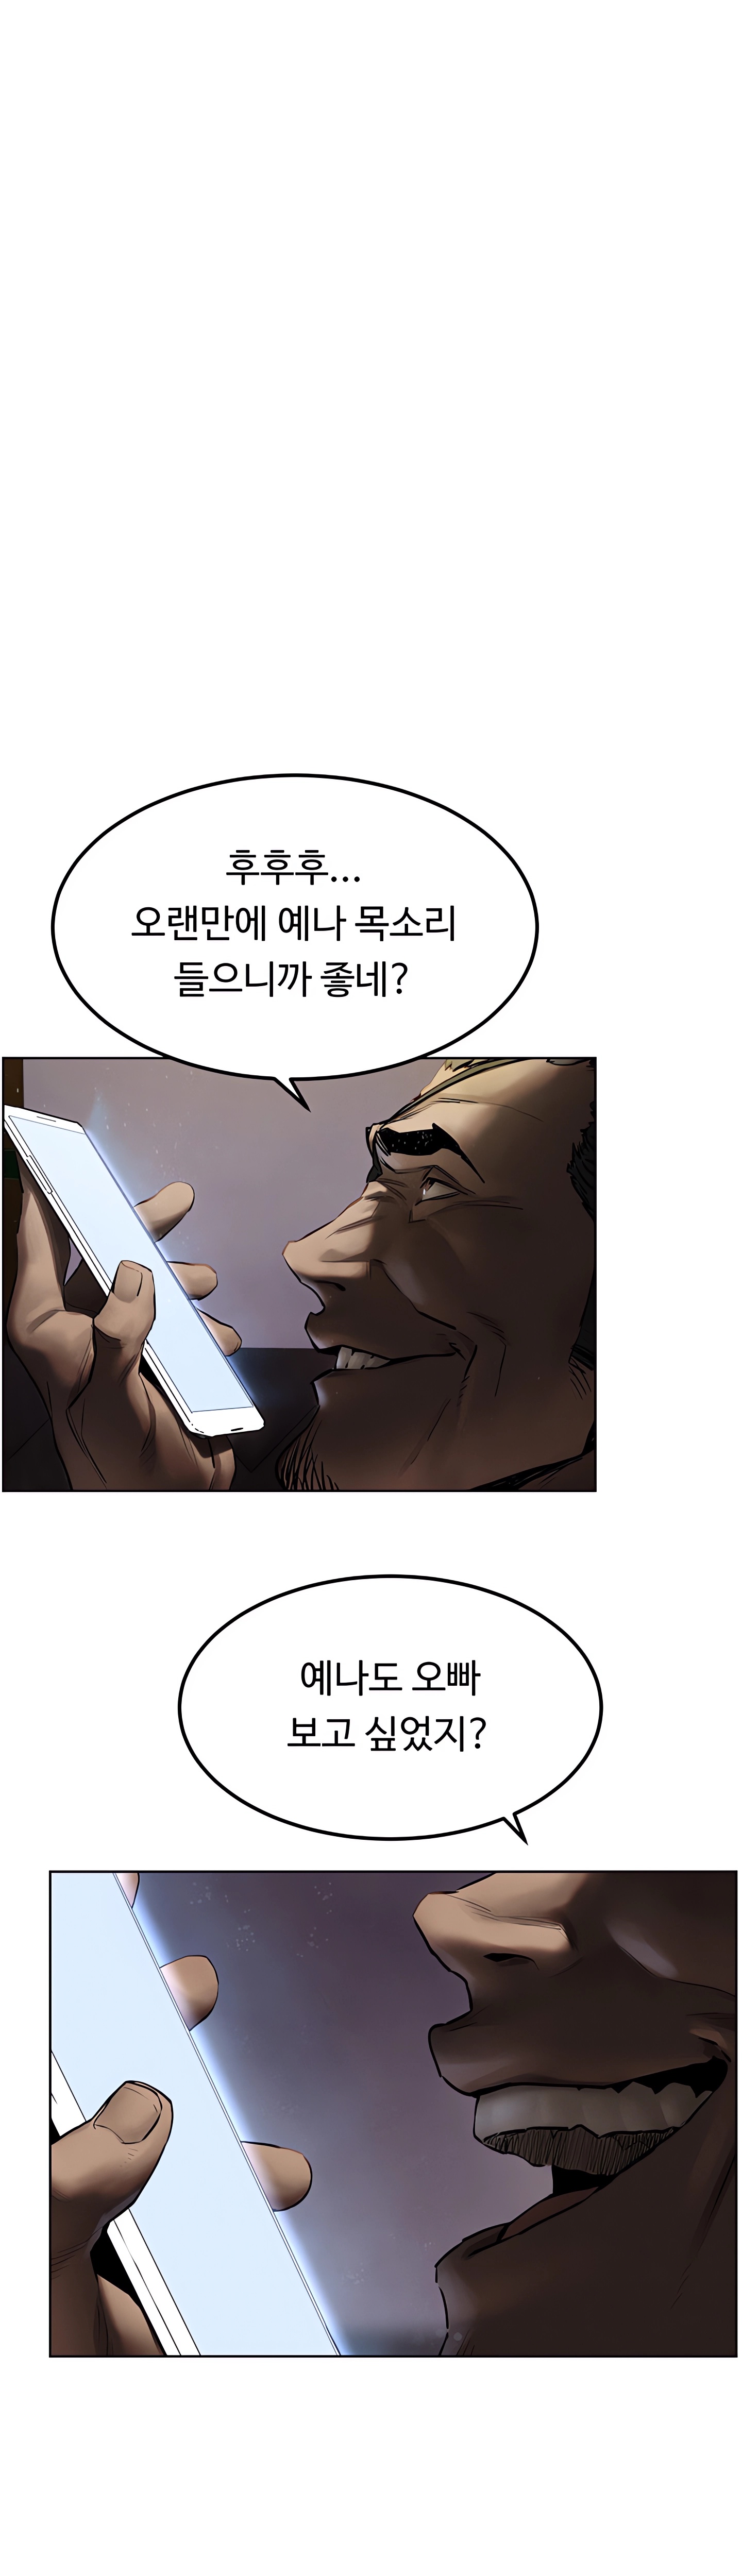 후후후...
오랜만에 예나 목소리
들으니까 좋네?
예나도 오빠
보고 싶었지?